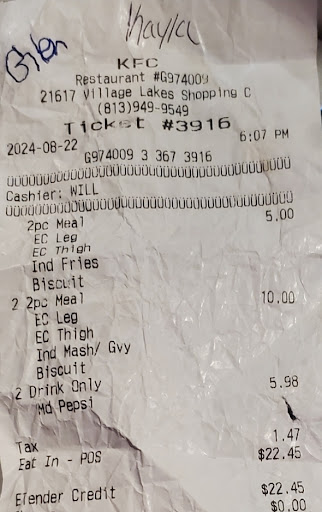 Kayla
KFC
Restaurant #G974009
21617 Village Lakes Shopping C
(813)949-9549
Ticket #3916
2024-08-22 6:07 PM
G974009 3 367 3916
Cashier: WILL
2pc Meal 5.00
EC Leg
EC Thigh
Ind Fries
Biscuit
2 2pc Meal 10.00
EC Leg
EC Thigh
Ind Mash/ Gvy
Biscuit
2 Drink Only 5.98
Md Pepsi
Tax 1.47
Eat In - POS $22.45
Efender Credit $22.45
$0.00